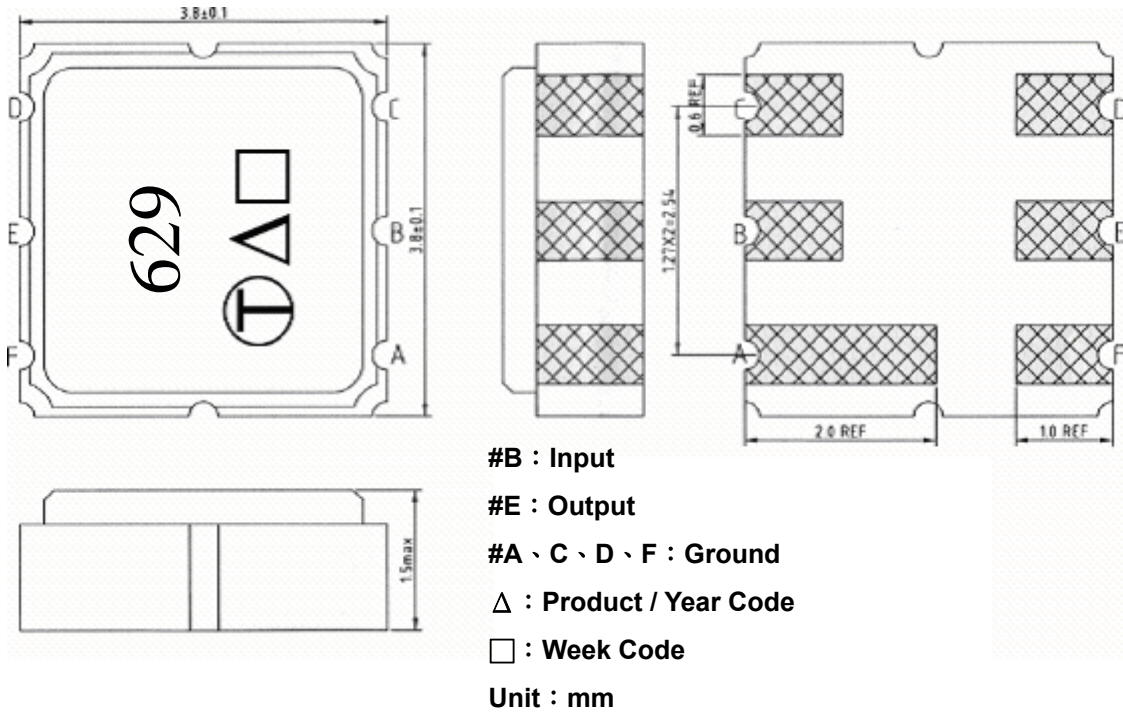 3.8±0.1
D
C
E
B
F
A
629
T
3.8±0.1
1.5max
C
D
B
E
A
F
0.6 REF
1.27X2=2.54
2.0 REF
1.0 REF
#B：Input
#E：Output
#A、C、D、F：Ground
△：Product / Year Code
□：Week Code
Unit：mm